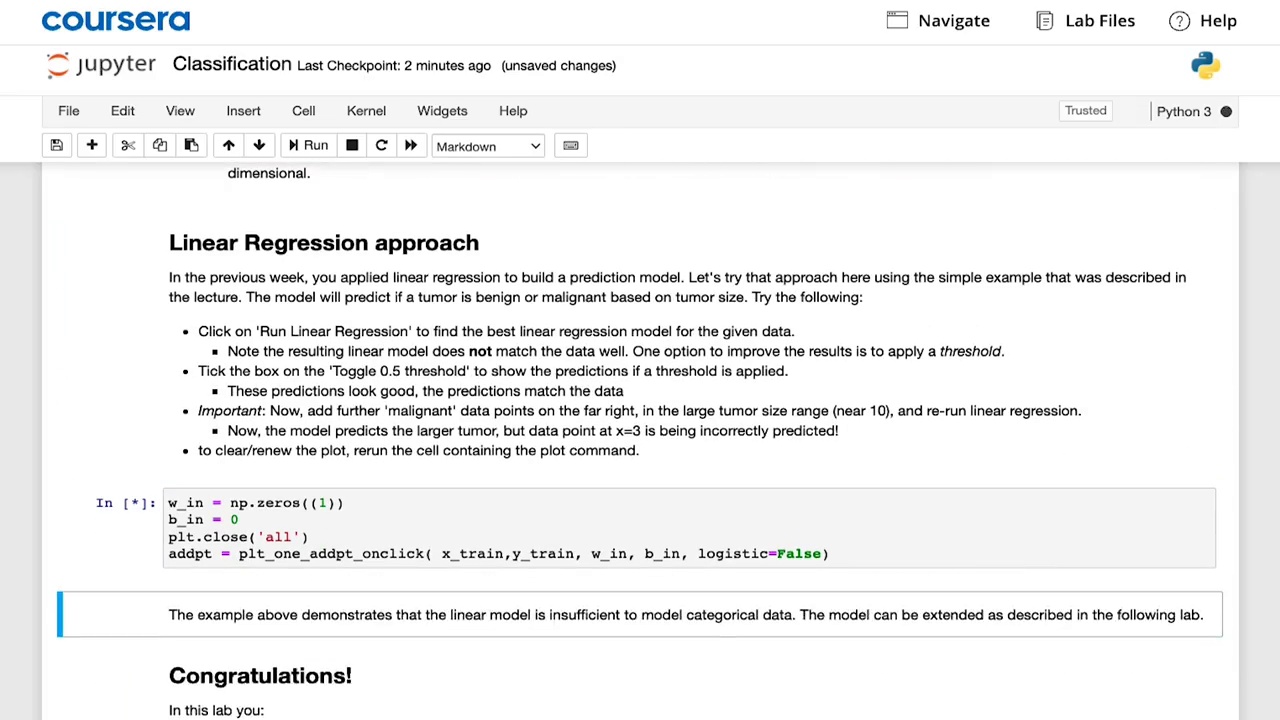 coursera
Navigate
Lab Files
Help
jupyter Classification Last Checkpoint: 2 minutes ago (unsaved changes)
File Edit View Insert Cell Kernel Widgets Help
Trusted
Python 3
Run
Markdown
dimensional.
Linear Regression approach
In the previous week, you applied linear regression to build a prediction model. Let's try that approach here using the simple example that was described in
the lecture. The model will predict if a tumor is benign or malignant based on tumor size. Try the following:
Click on 'Run Linear Regression' to find the best linear regression model for the given data.
Note the resulting linear model does not match the data well. One option to improve the results is to apply a threshold.
Tick the box on the 'Toggle 0.5 threshold' to show the predictions if a threshold is applied.
These predictions look good, the predictions match the data
Important: Now, add further 'malignant' data points on the far right, in the large tumor size range (near 10), and re-run linear regression.
Now, the model predicts the larger tumor, but data point at x=3 is being incorrectly predicted!
to clear/renew the plot, rerun the cell containing the plot command.
In [*]: w_in = np.zeros((1))
b_in = 0
plt.close('all')
addpt = plt_one_addpt_onclick( x_train,y_train, w_in, b_in, logistic=False)
The example above demonstrates that the linear model is insufficient to model categorical data. The model can be extended as described in the following lab.
Congratulations!
In this lab you: